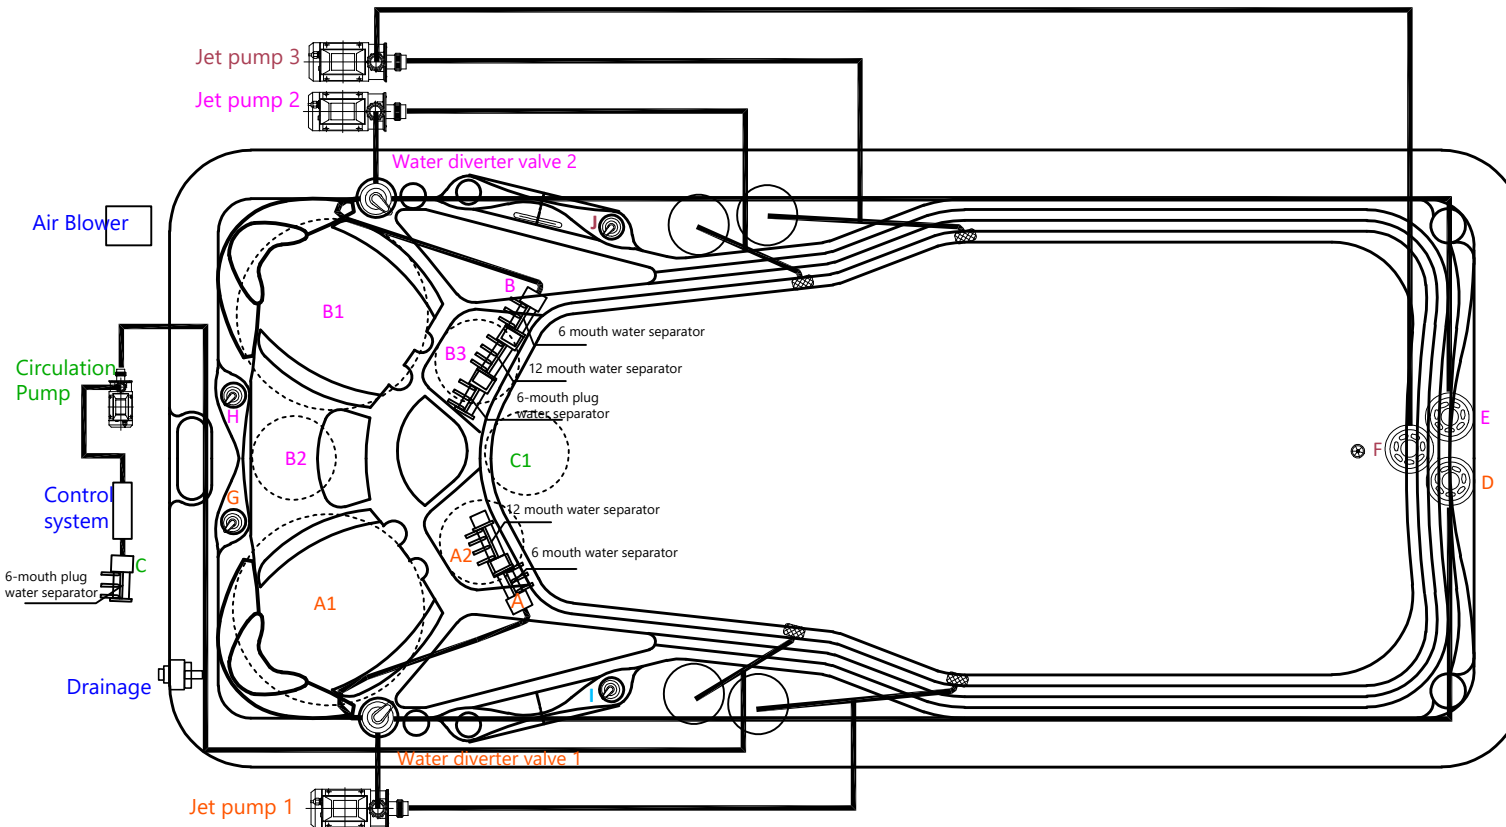 Jet pump 3
Jet pump 2
Water diverter valve 2
Air Blower
J
B
B1
6 mouth water separator
B3
12 mouth water separator
Circulation
Pump
6-mouth plug
water separator
H
E
F
B2
C1
D
G
Control
system
12 mouth water separator
A2
6 mouth water separator
C
6-mouth plug
water separator
A1
A
Drainage
I
Water diverter valve 1
Jet pump 1